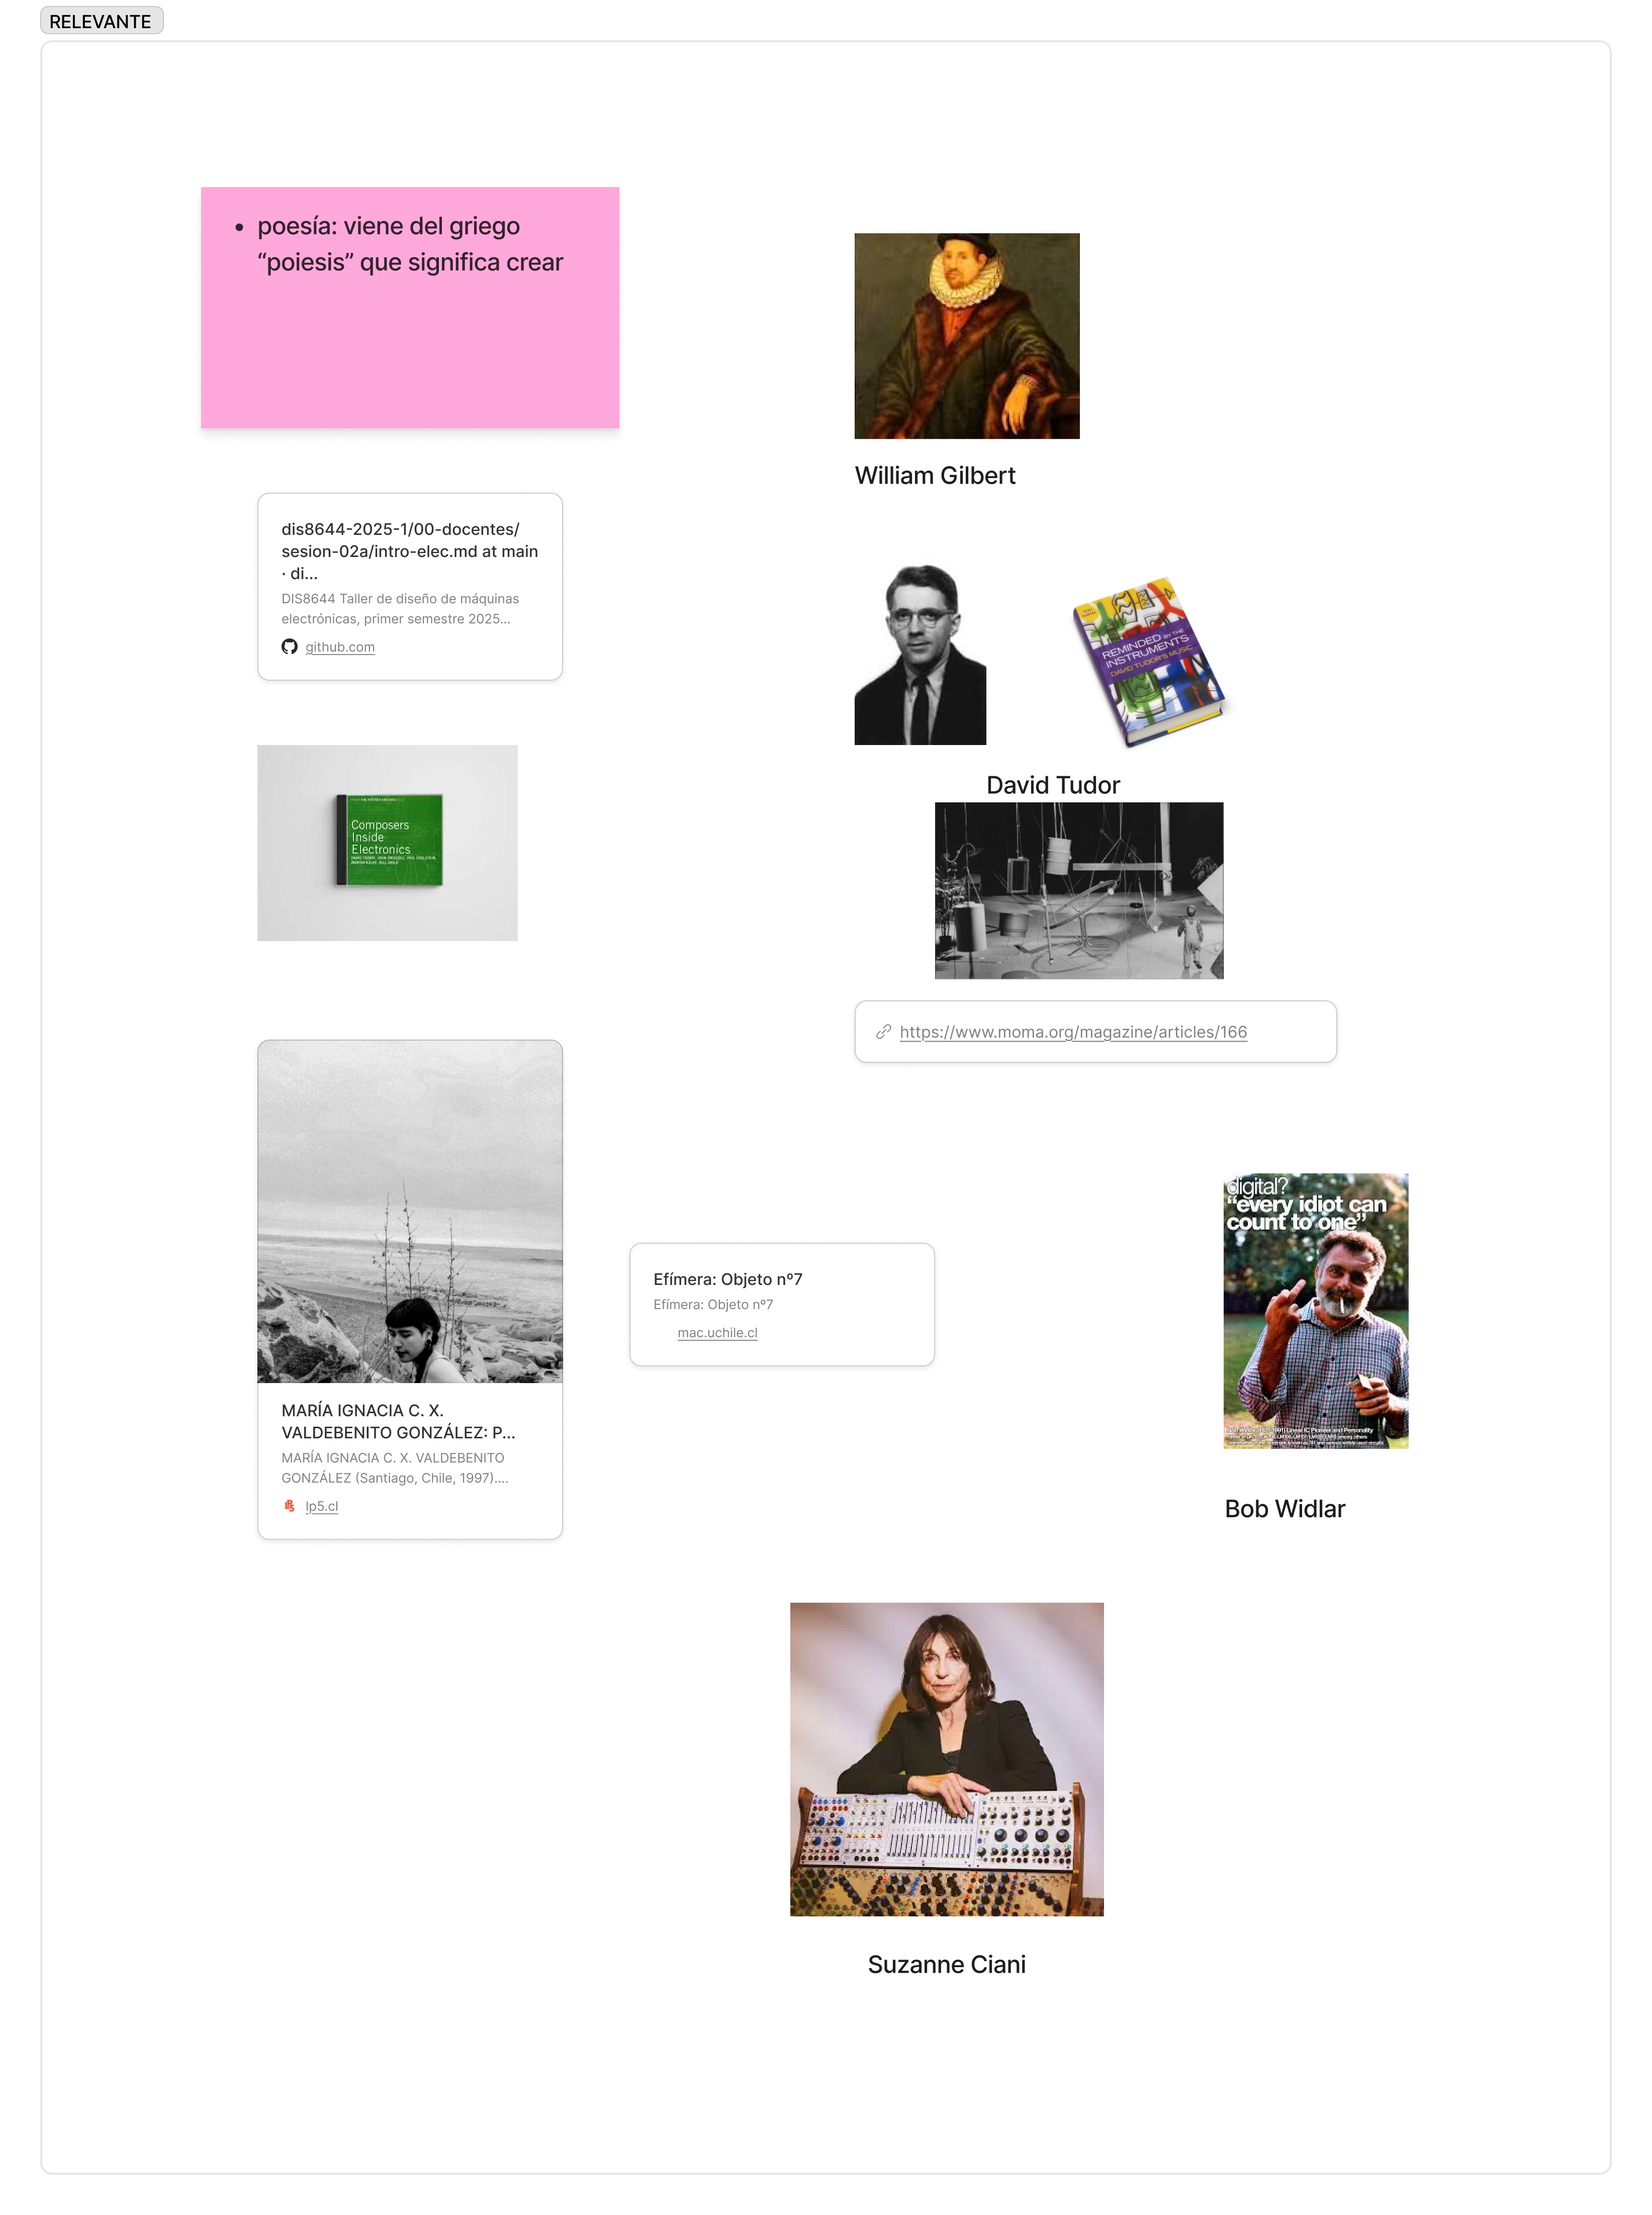 RELEVANTE
poesía: viene del griego
“poiesis” que significa crear
William Gilbert
dis8644-2025-1/00-docentes/
sesion-02a/intro-elec.md at main
· di...
DIS8644 Taller de diseño de máquinas
electrónicas, primer semestre 2025...
github.com
REMINDED BY THE
INSTRUMENTS
DAVID TUDOR'S MUSIC
David Tudor
Composers
Inside
Electronics
https://www.moma.org/magazine/articles/166
digital?
“every idiot can
count to one”
Efímera: Objeto nº7
Efímera: Objeto nº7
mac.uchile.cl
MARÍA IGNACIA C. X.
VALDEBENITO GONZÁLEZ: P...
MARÍA IGNACIA C. X. VALDEBENITO
GONZÁLEZ (Santiago, Chile, 1997)....
lp5.cl
Bob Widlar
Suzanne Ciani